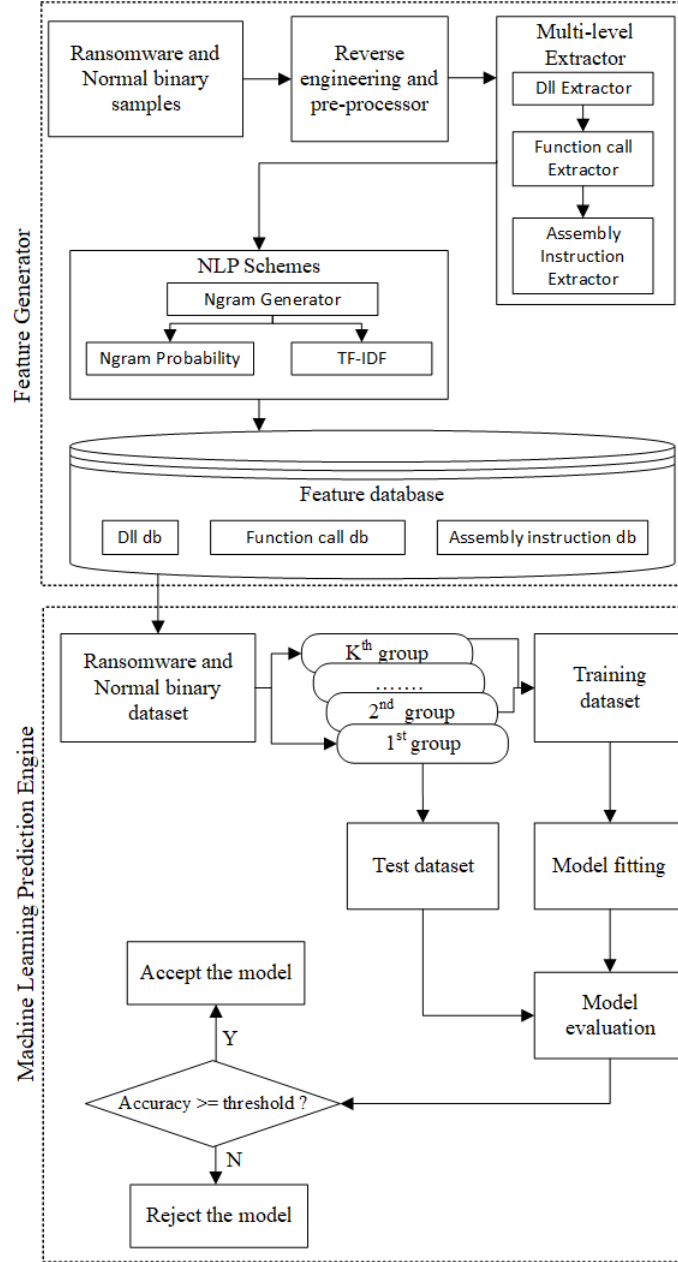 Feature Generator
Ransomware and
Normal binary
samples
Reverse
engineering and
pre-processor
Multi-level
Extractor
Dll Extractor
Function call
Extractor
Assembly
Instruction
Extractor
NLP Schemes
Ngram Generator
Ngram Probability
TF-IDF
Feature database
Dll db
Function call db
Assembly instruction db
Machine Learning Prediction Engine
Ransomware and
Normal binary
dataset
Kth group
.......
2nd group
1st group
Training
dataset
Test dataset
Model fitting
Accept the model
Model
evaluation
Y
Accuracy >= threshold ?
N
Reject the model